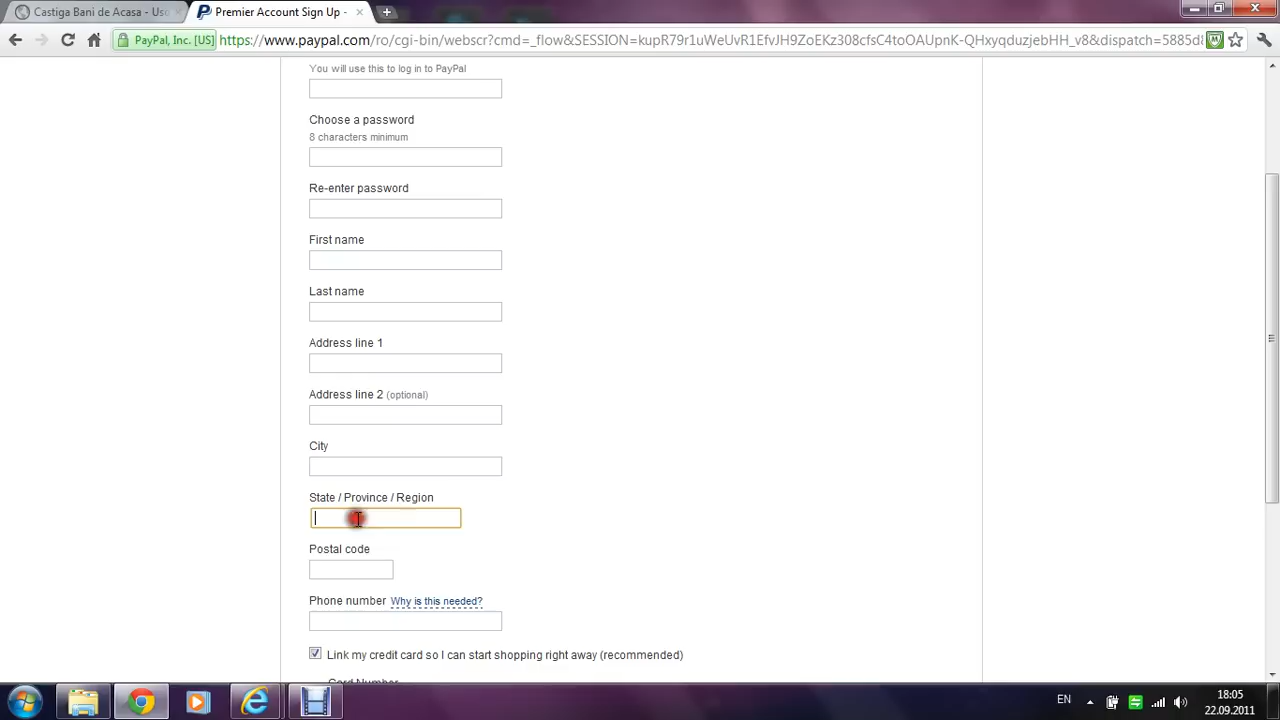 Castiga Bani de Acasa - Uso
Premier Account Sign Up -
PayPal, Inc. [US]
https://www.paypal.com/ro/cgi-bin/webscr?cmd=_flow&SESSION=kupR79r1uWeUvR1EfvJH9ZoEKz308cfsC4toOAUpnK-QHxyqduzjebHH_v8&dispatch=5885d8
You will use this to log in to PayPal
Choose a password
8 characters minimum
Re-enter password
First name
Last name
Address line 1
Address line 2 (optional)
City
State / Province / Region
Postal code
Phone number Why is this needed?
Link my credit card so I can start shopping right away (recommended)
Card Number
EN
18:05
22.09.2011